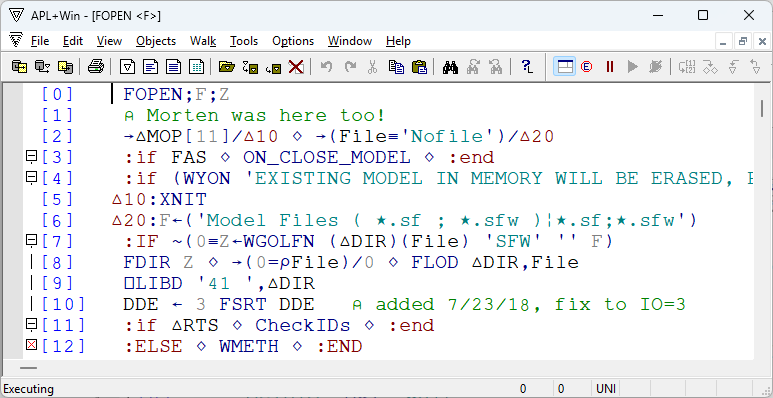 APL+Win - [FOPEN <F>]
File Edit View Objects Walk Tools Options Window Help
[0] FOPEN;F;Z
[1] ⍝ Morten was here too!
[2] →∆MOP[11]/∆10 ◊ →(File≡'Nofile')/∆20
[3] :if FAS ◊ ON_CLOSE_MODEL ◊ :end
[4] :if (WYON 'EXISTING MODEL IN MEMORY WILL BE ERASED,
[5] ∆10:XNIT
[6] ∆20:F←('Model Files ( ★.sf ; ★.sfw )¦★.sf;★.sfw')
[7] :IF ~(0≡Z←WGOLFN (∆DIR)(File) 'SFW' '' F)
[8] FDIR Z ◊ →(0=⍴File)/0 ◊ FLOD ∆DIR,File
[9] ⎕LIBD '41 ',∆DIR
[10] DDE ← 3 FSRT DDE ⍝ added 7/23/18, fix to IO=3
[11] :if ∆RTS ◊ CheckIDs ◊ :end
[12] :ELSE ◊ WMETH ◊ :END
Executing 0 0 UNI